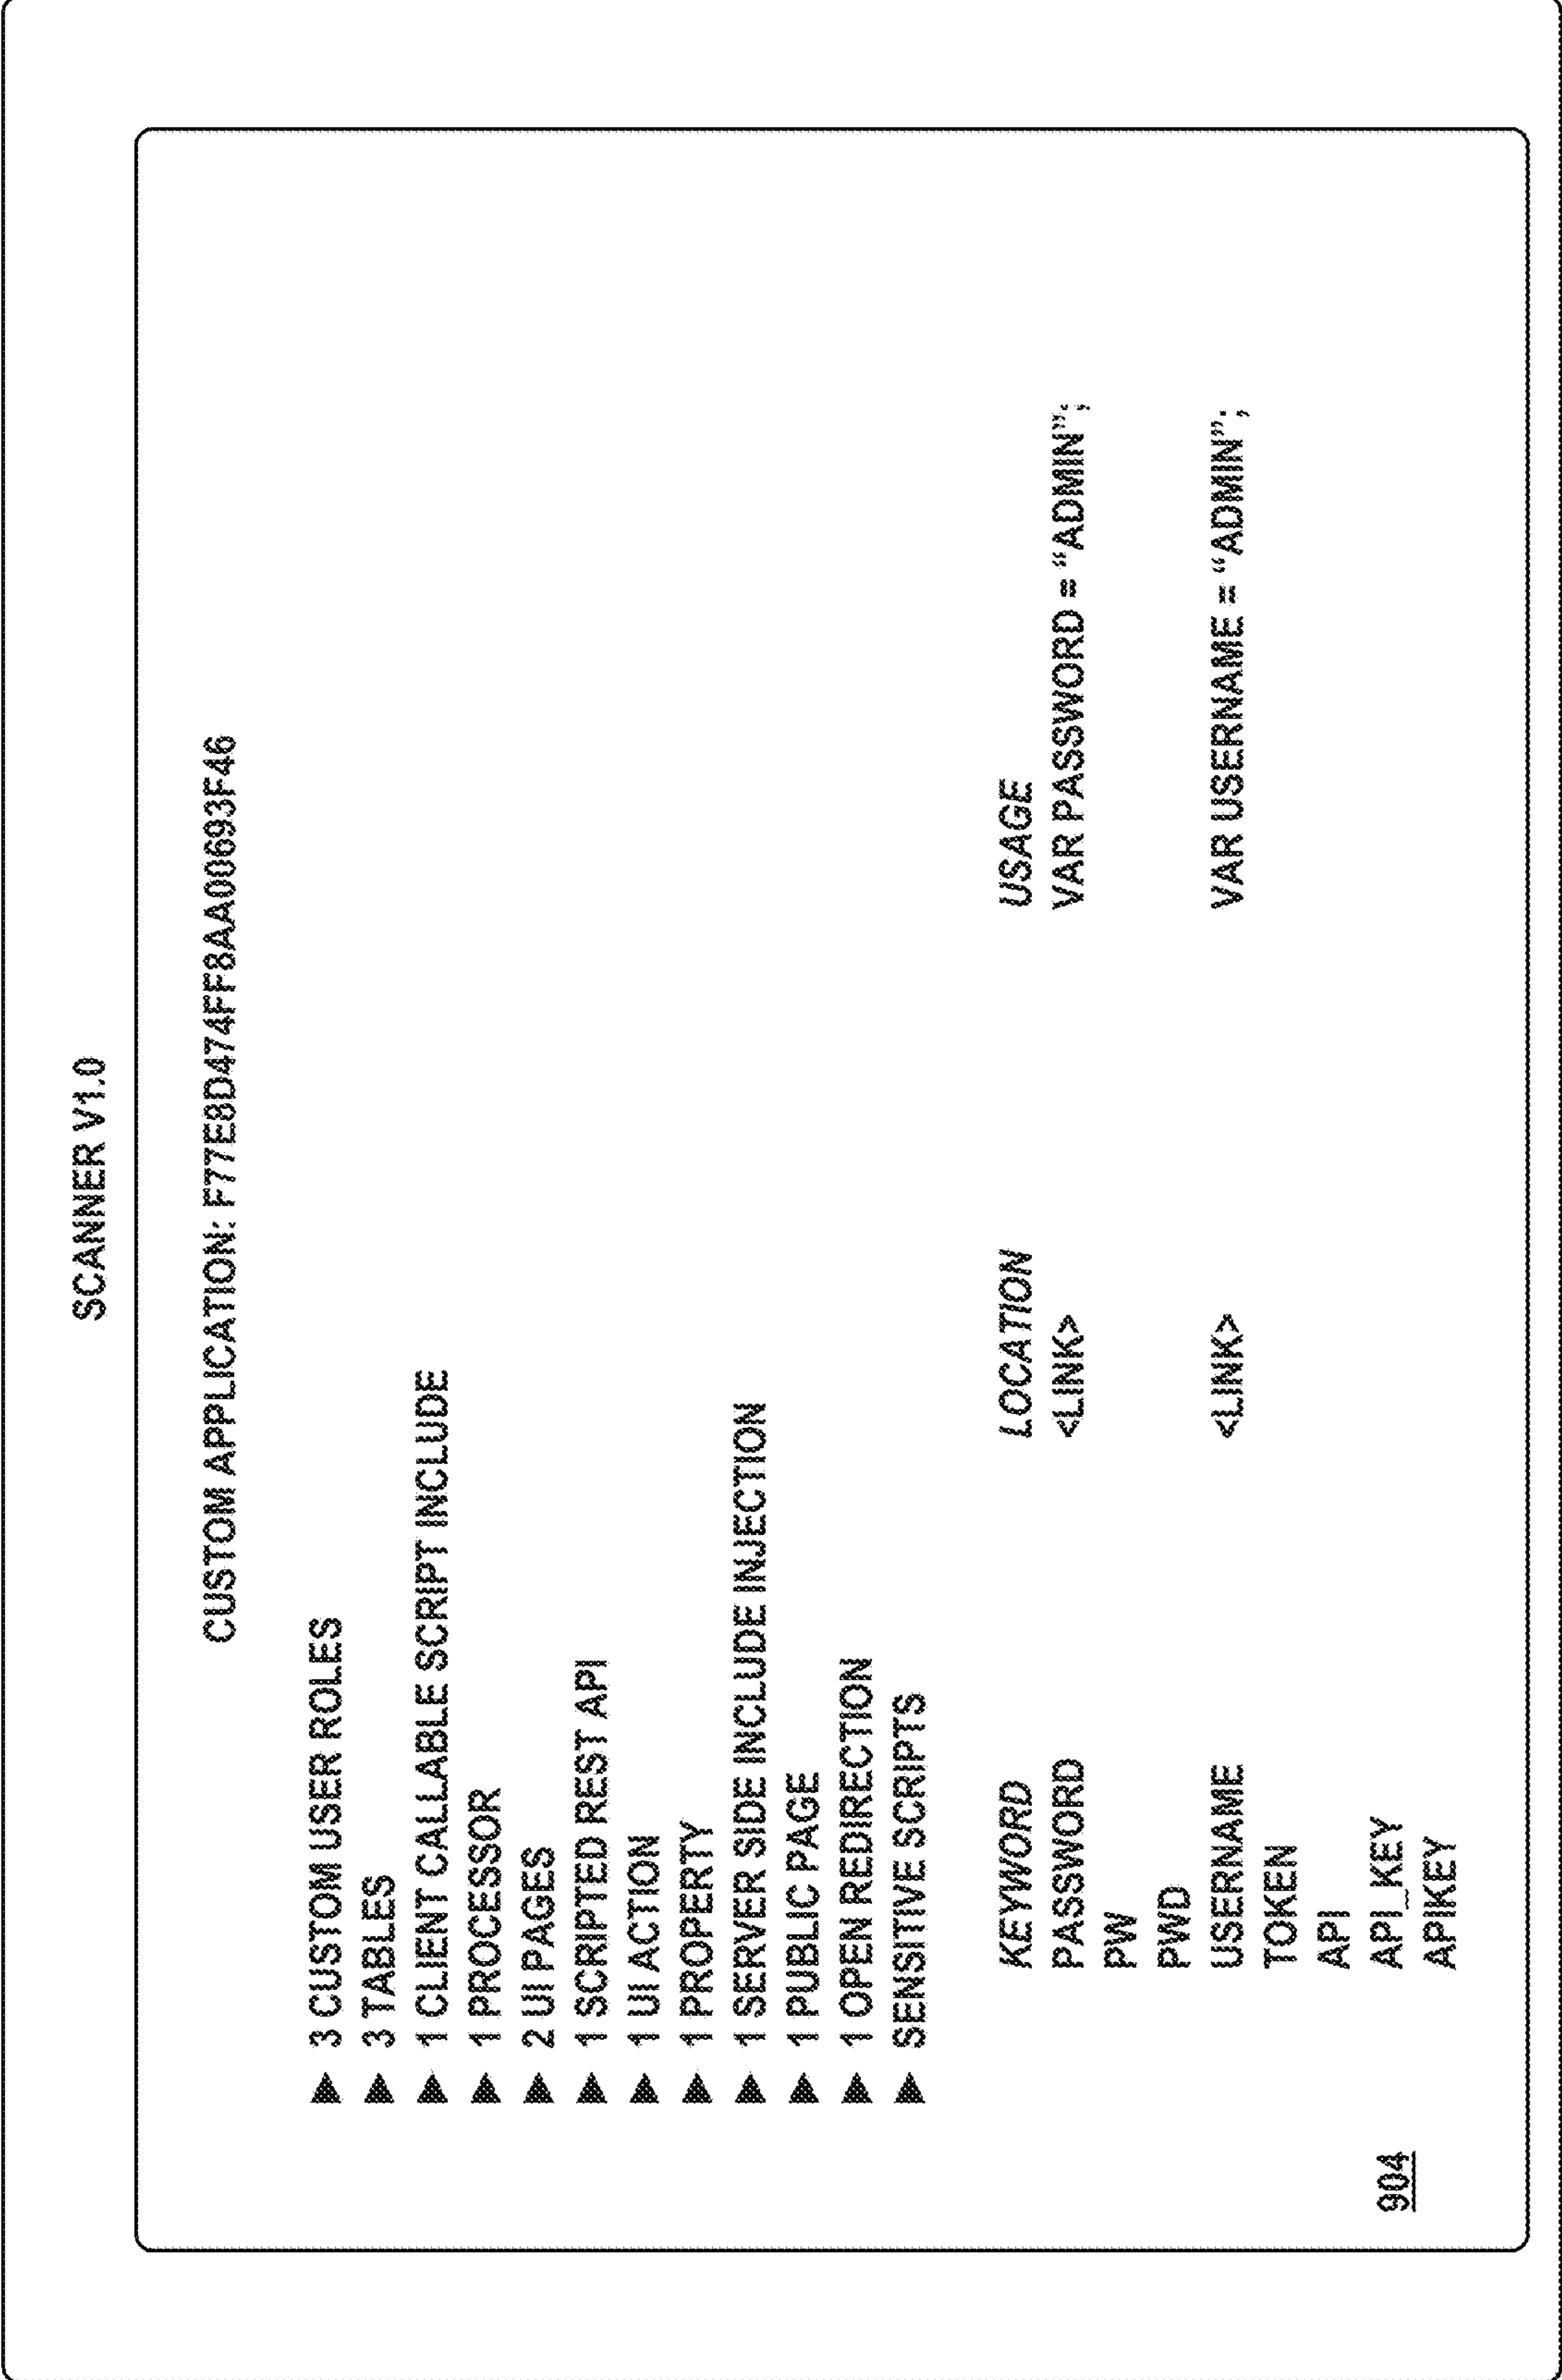 SCANNER V1.0
CUSTOM APPLICATION: F77E8D474FF8AA00693F46
▶ 3 CUSTOM USER ROLES
▶ 3 TABLES
▶ 1 CLIENT CALLABLE SCRIPT INCLUDE
▶ 1 PROCESSOR
▶ 2 UI PAGES
▶ 1 SCRIPTED REST API
▶ 1 UI ACTION
▶ 1 PROPERTY
▶ 1 SERVER SIDE INCLUDE INJECTION
▶ 1 PUBLIC PAGE
▶ 1 OPEN REDIRECTION
▶ SENSITIVE SCRIPTS
KEYWORD LOCATION USAGE
PASSWORD <LINK> VAR PASSWORD = “ADMIN”;
PW
PWD
USERNAME <LINK> VAR USERNAME = “ADMIN”;
TOKEN
API
API_KEY
APIKEY
904